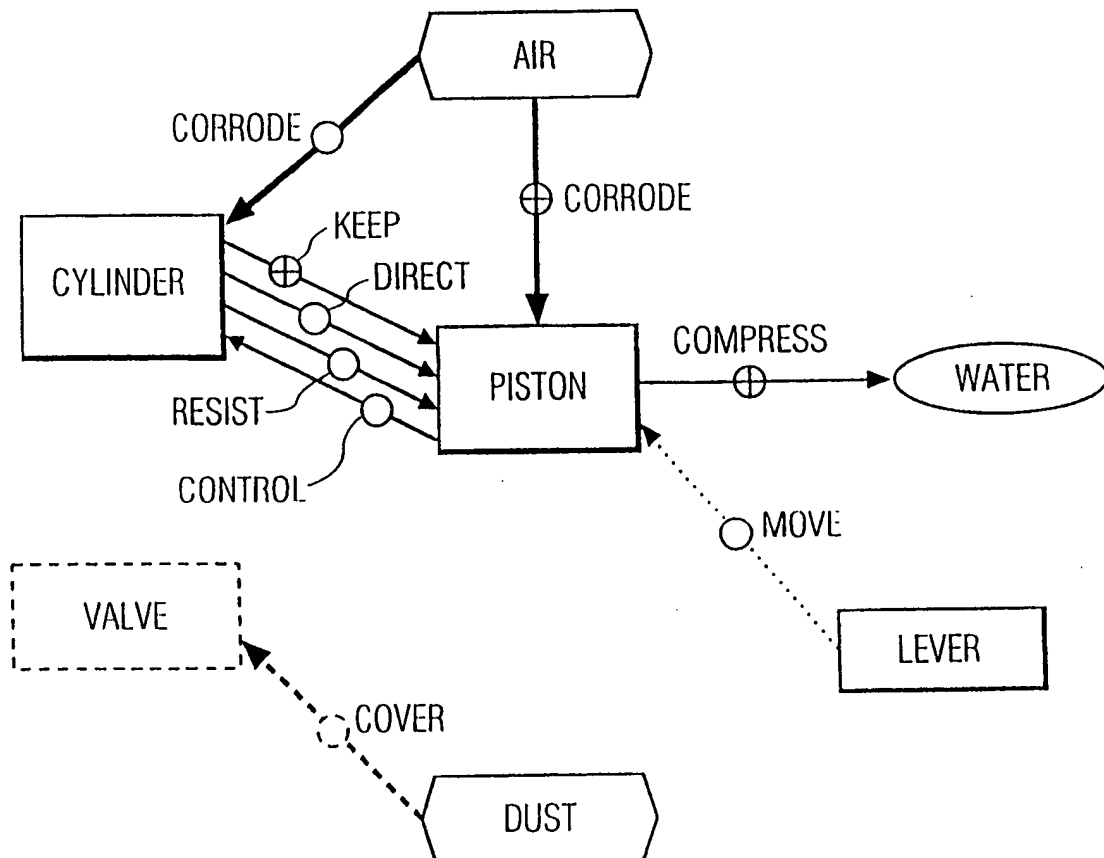 AIR
CORRODE
CORRODE
KEEP
CYLINDER
DIRECT
COMPRESS
PISTON
WATER
RESIST
CONTROL
MOVE
VALVE
LEVER
COVER
DUST